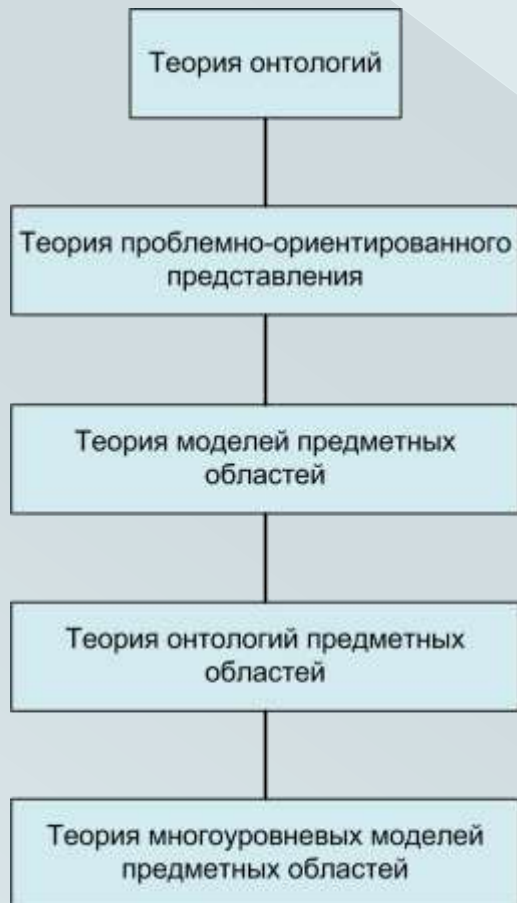 Теория онтологий
Теория проблемно-ориентированного
представления
Теория моделей предметных
областей
Теория онтологий предметных
областей
Теория многоуровневых моделей
предметных областей